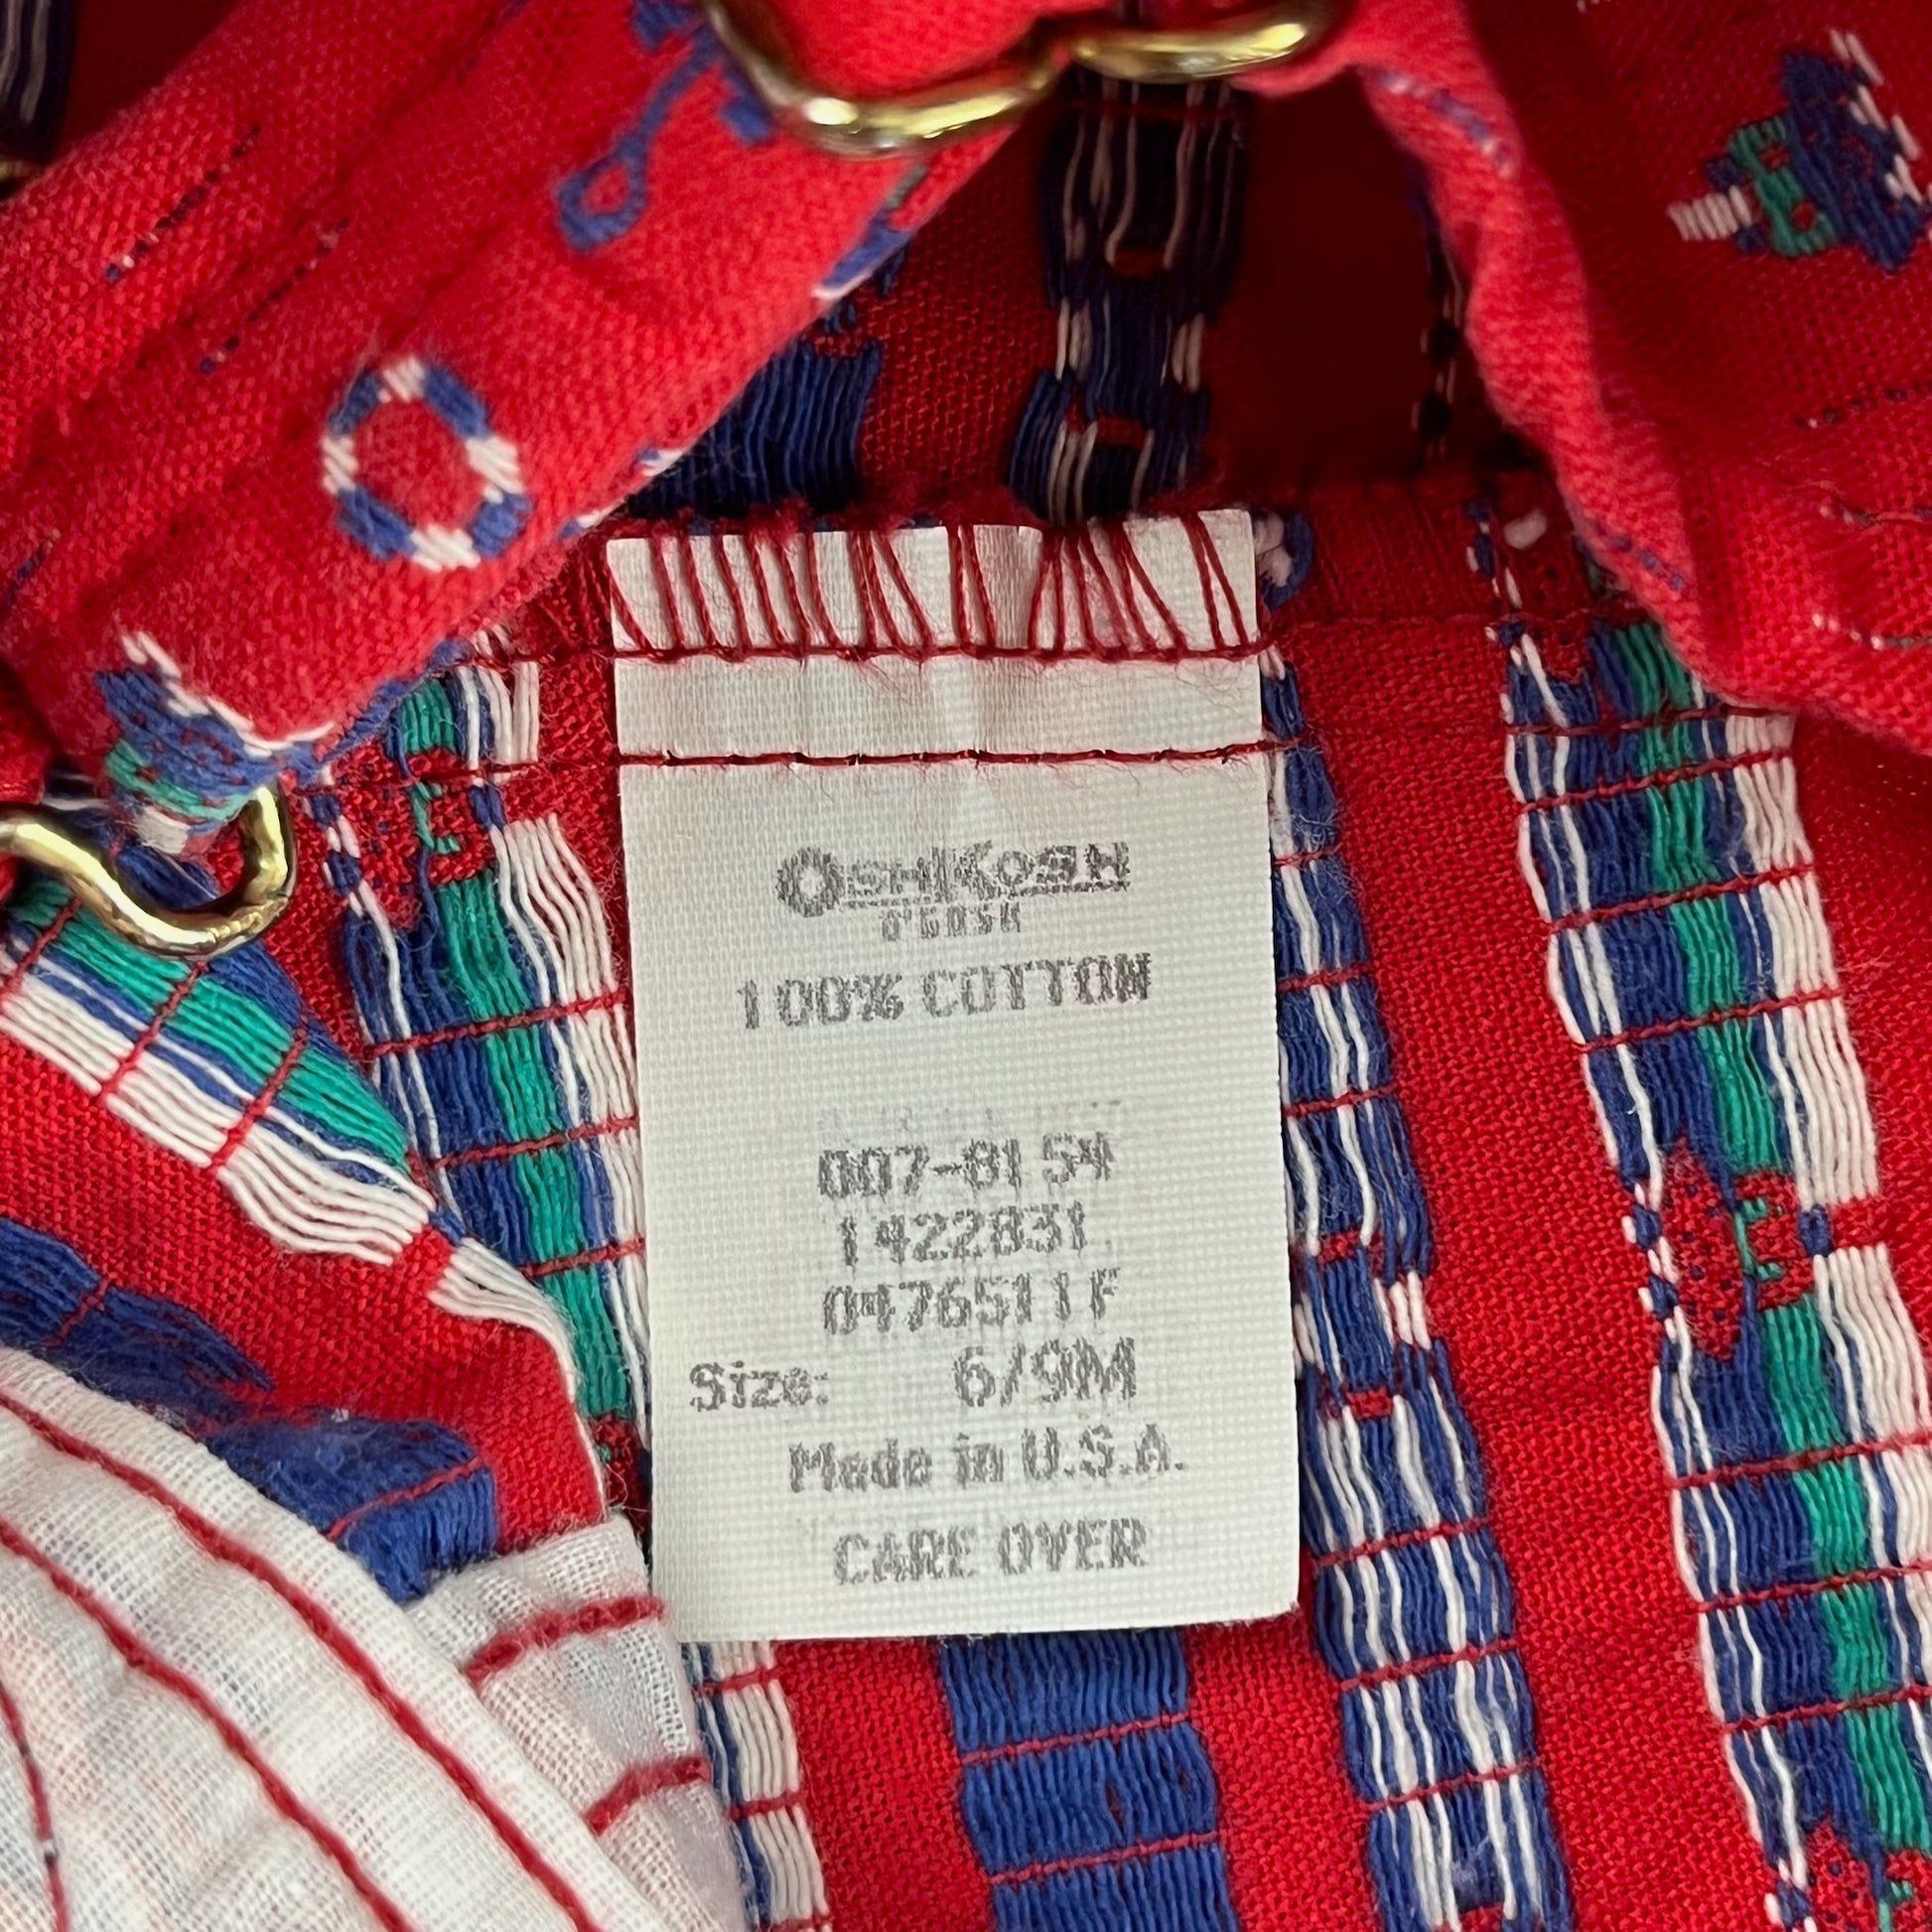 OSHKOSH
B'GOSH
100% COTTON
007-8154
1422831
0476511F
Size: 6/9M
Made in U.S.A.
CARE OVER